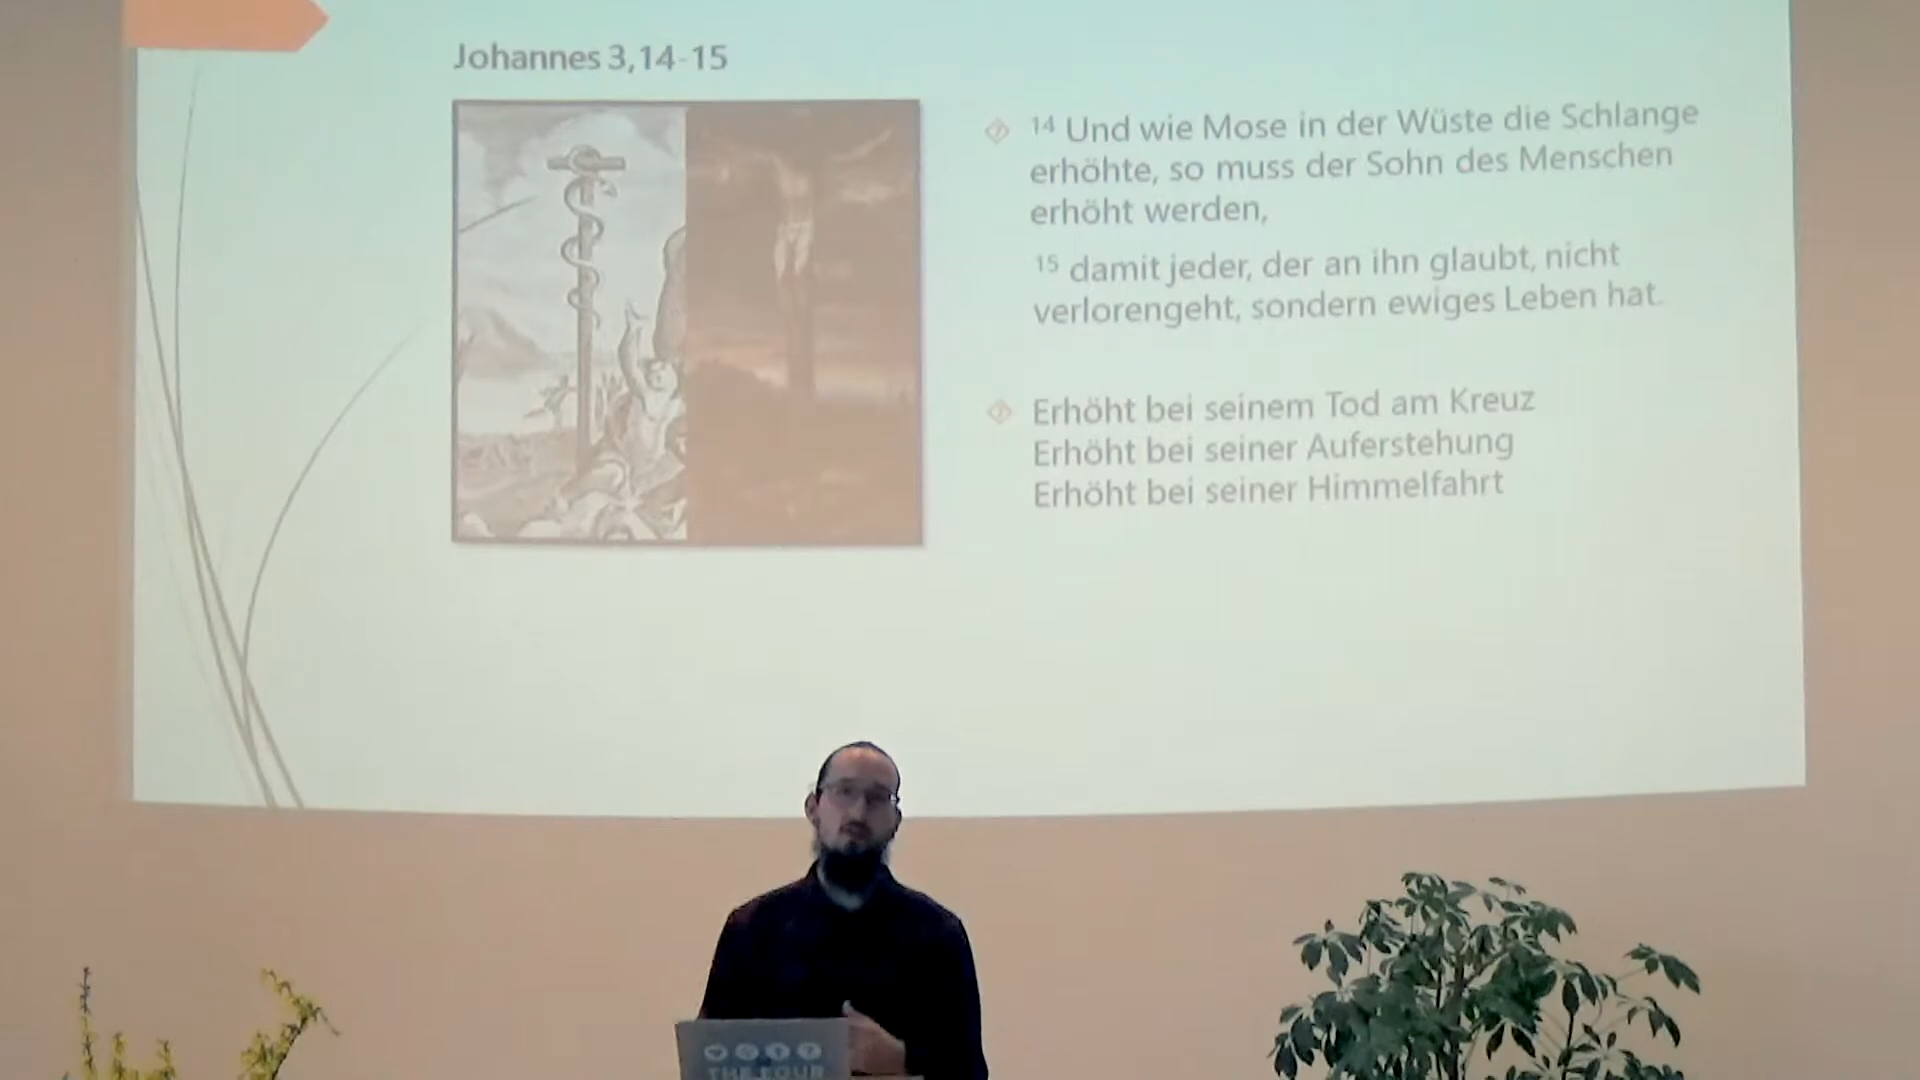 Johannes 3,14-15
14 Und wie Mose in der Wüste die Schlange
erhöhte, so muss der Sohn des Menschen
erhöht werden,
15 damit jeder, der an ihn glaubt, nicht
verlorengeht, sondern ewiges Leben hat.
Erhöht bei seinem Tod am Kreuz
Erhöht bei seiner Auferstehung
Erhöht bei seiner Himmelfahrt
THE FOUR